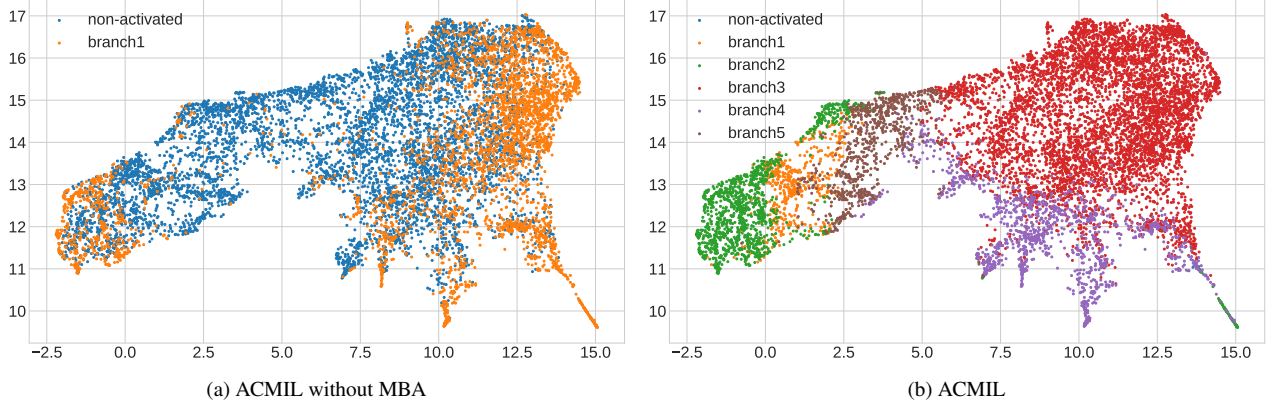 non-activated
branch1
17
16
15
14
13
12
11
10
−2.5 0.0 2.5 5.0 7.5 10.0 12.5 15.0
(a) ACMIL without MBA
non-activated
branch1
branch2
branch3
branch4
branch5
17
16
15
14
13
12
11
10
−2.5 0.0 2.5 5.0 7.5 10.0 12.5 15.0
(b) ACMIL